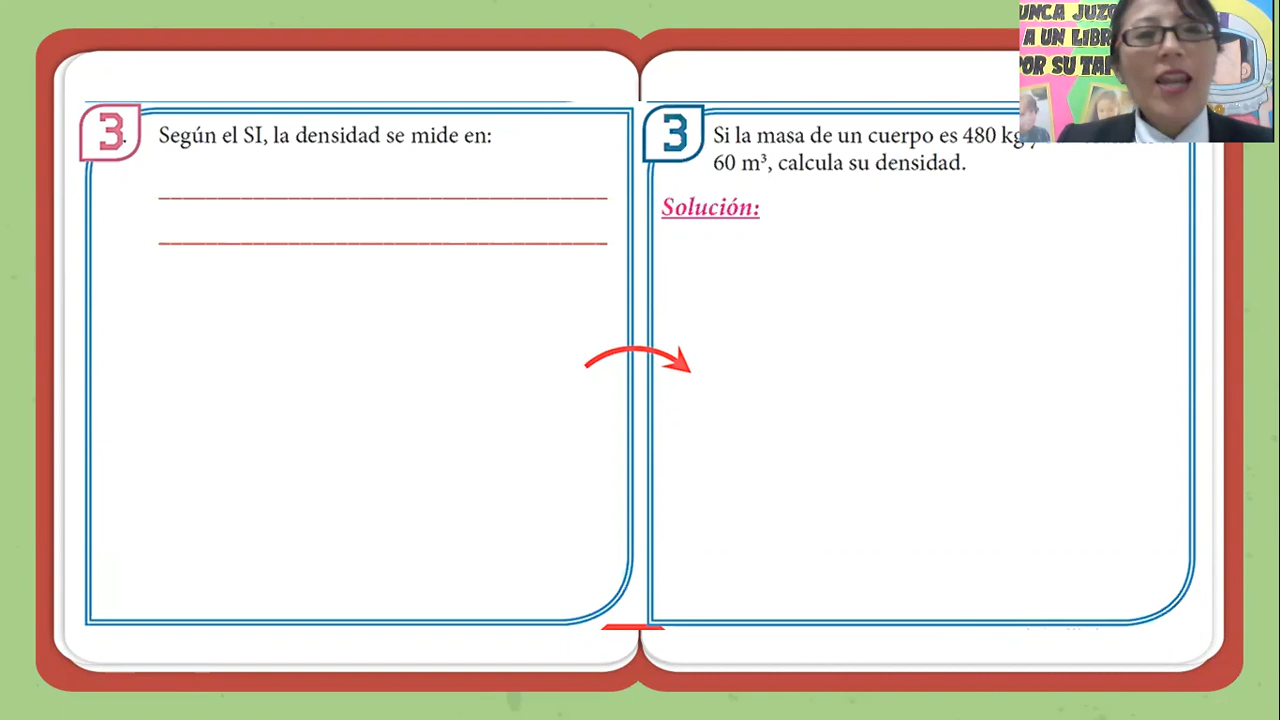 3. Según el SI, la densidad se mide en:
3 Si la masa de un cuerpo es 480 kg
60 m³, calcula su densidad.
Solución:
UNCA JUZ
A UN LIBR
POR SU TA